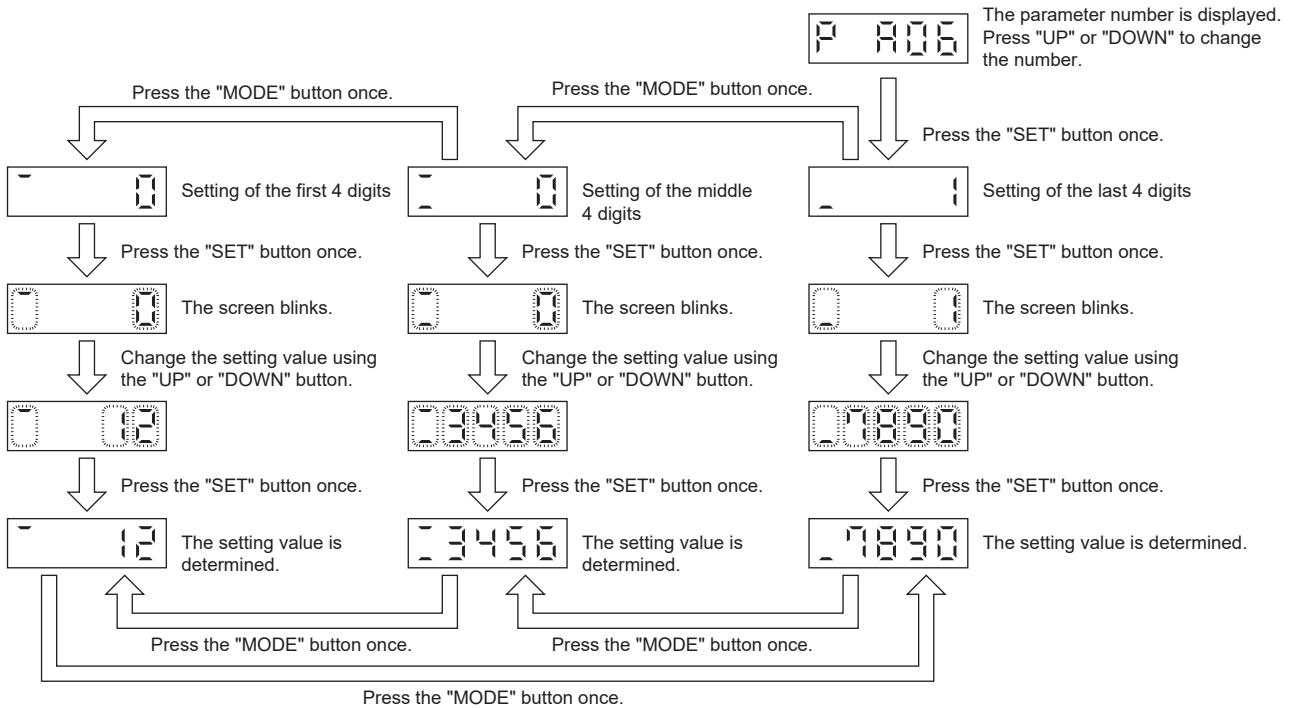 P A06
The parameter number is displayed.
Press "UP" or "DOWN" to change
the number.
Press the "MODE" button once.
Press the "MODE" button once.
Press the "SET" button once.
0
Setting of the first 4 digits
0
Setting of the middle
4 digits
_ 1
Setting of the last 4 digits
Press the "SET" button once.
Press the "SET" button once.
Press the "SET" button once.
0
The screen blinks.
0
The screen blinks.
_ 1
The screen blinks.
Change the setting value using
the "UP" or "DOWN" button.
Change the setting value using
the "UP" or "DOWN" button.
Change the setting value using
the "UP" or "DOWN" button.
12
3456
_7890
Press the "SET" button once.
Press the "SET" button once.
Press the "SET" button once.
12
The setting value is
determined.
3456
The setting value is
determined.
_7890
The setting value is determined.
Press the "MODE" button once.
Press the "MODE" button once.
Press the "MODE" button once.